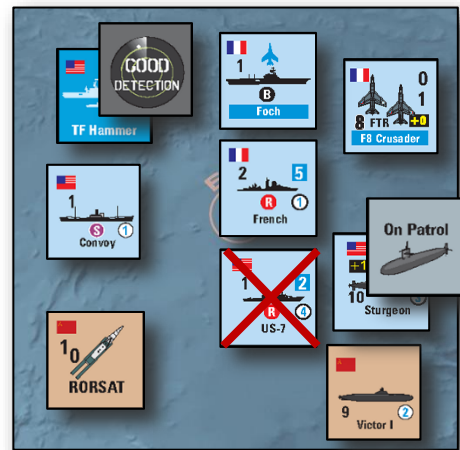 GOOD
DETECTION
TF Hammer
1
B
Foch
0
1
8 FTR +0
F8 Crusader
1
S 1
Convoy
2 5
R 1
French
On Patrol
1 2
R 4
US-7
+1
10
Sturgeon
1 0
RORSAT
9 2
Victor I